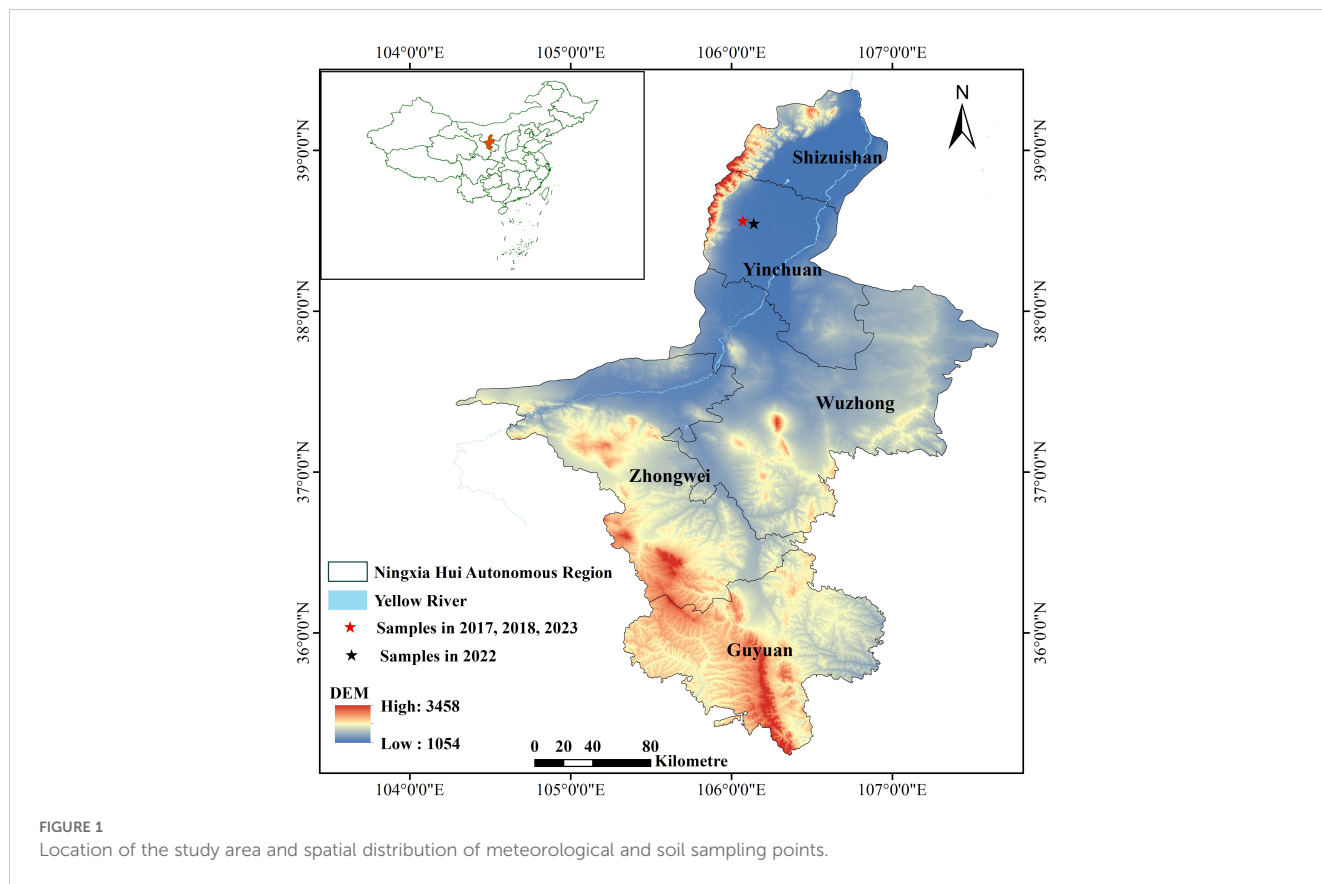 104°0'0"E 105°0'0"E 106°0'0"E 107°0'0"E
N
39°0'0"N 39°0'0"N
Shizuishan
Yinchuan
38°0'0"N 38°0'0"N
Wuzhong
37°0'0"N 37°0'0"N
Zhongwei
Ningxia Hui Autonomous Region
Yellow River
Samples in 2017, 2018, 2023
36°0'0"N 36°0'0"N
Guyuan
Samples in 2022
DEM
High: 3458
Low : 1054
0 20 40 80
Kilometre
104°0'0"E 105°0'0"E 106°0'0"E 107°0'0"E
FIGURE 1
Location of the study area and spatial distribution of meteorological and soil sampling points.